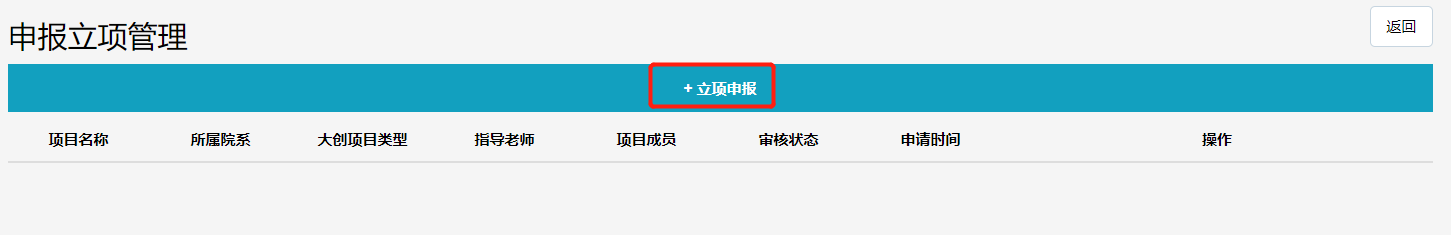 申报立项管理
返回
+ 立项申报
项目名称 所属院系 大创项目类型 指导老师 项目成员 审核状态 申请时间 操作